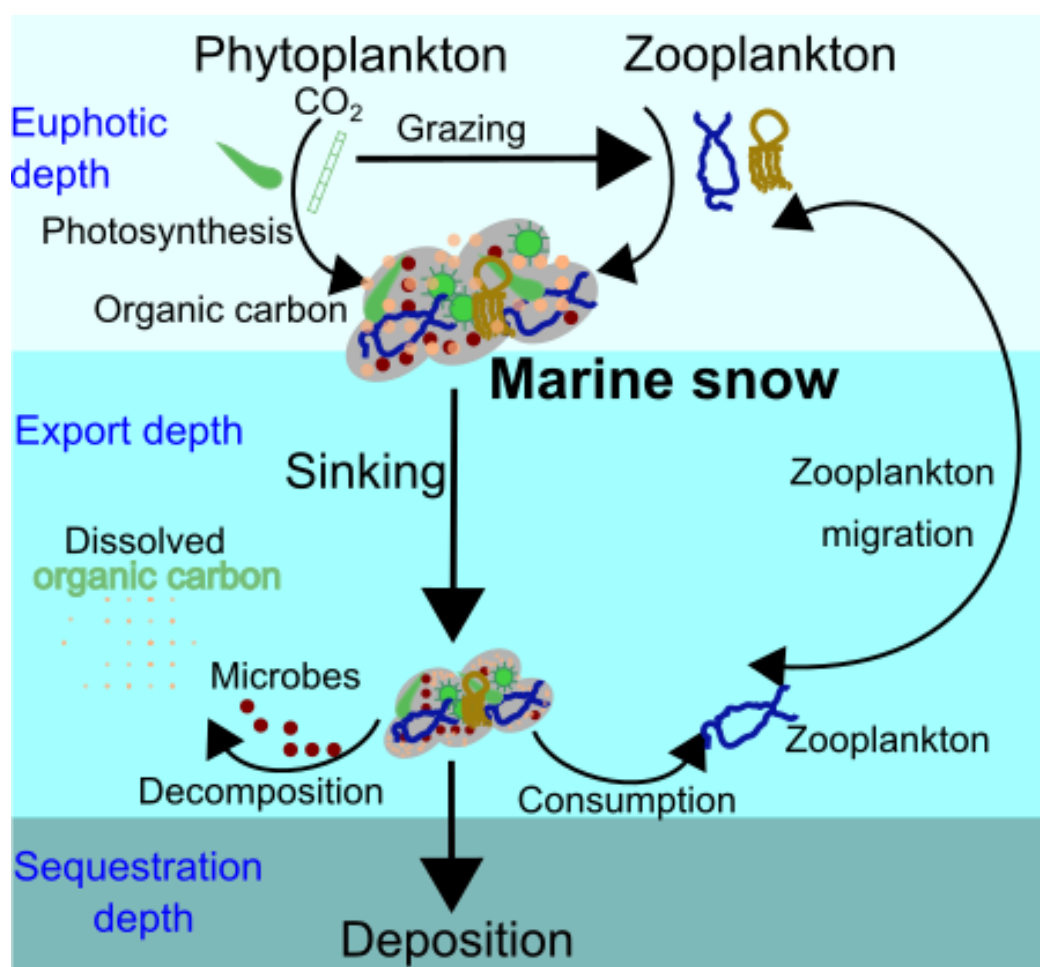 Phytoplankton
Zooplankton
CO₂
Euphotic
depth
Grazing
Photosynthesis
Organic carbon
Marine snow
Export depth
Sinking
Zooplankton
migration
Dissolved
organic carbon
Microbes
Zooplankton
Decomposition
Consumption
Sequestration
depth
Deposition